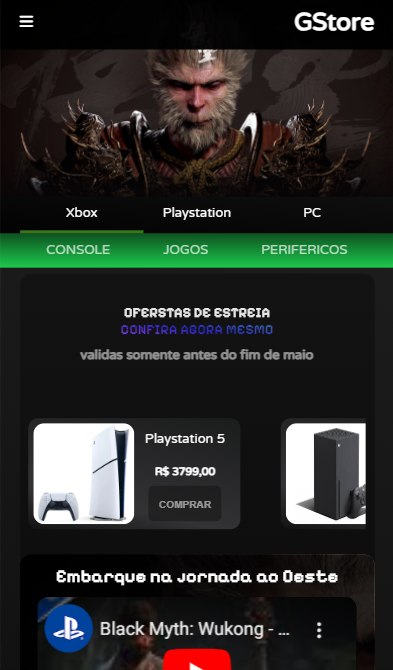 GStore
Xbox Playstation PC
CONSOLE JOGOS PERIFERICOS
OFERSTAS DE ESTREIA
CONFIRA AGORA MESMO
validas somente antes do fim de maio
Playstation 5
R$ 3799,00
COMPRAR
Embarque na Jornada ao Oeste
Black Myth: Wukong - ...